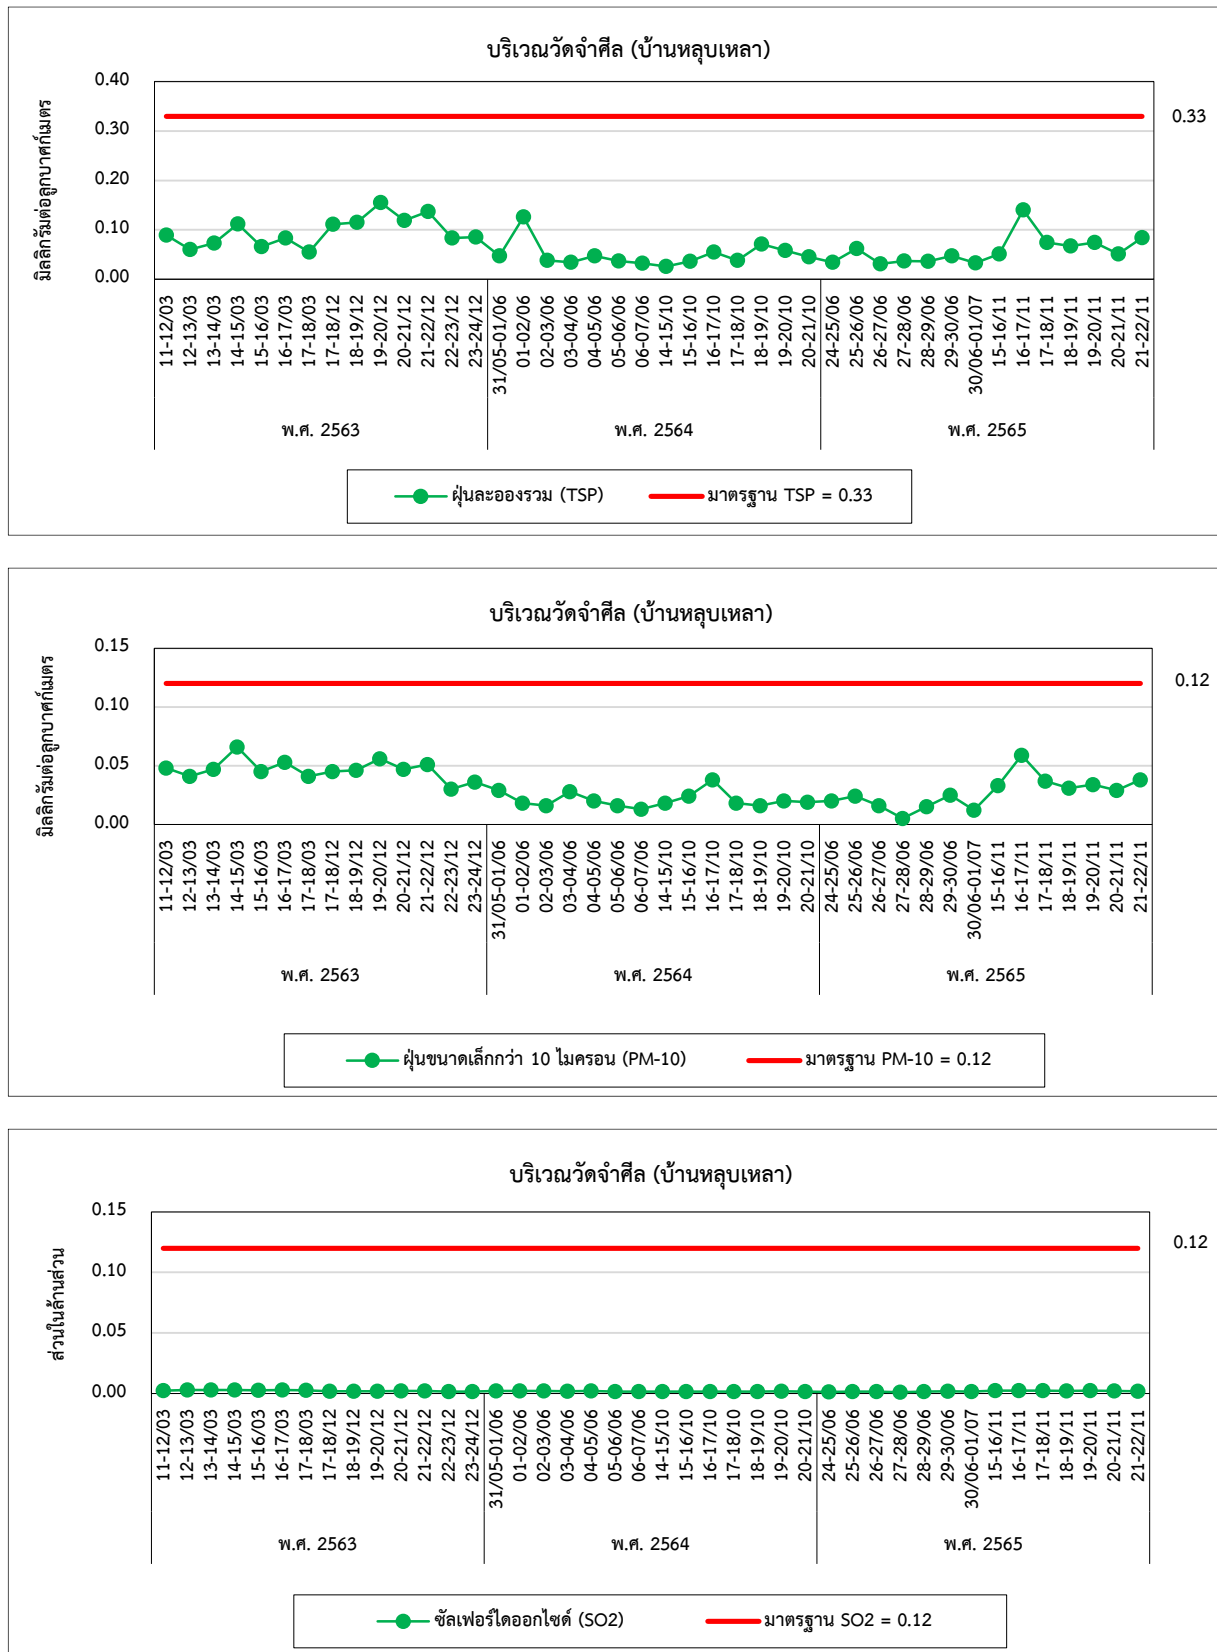 บริเวณวัดจำศีล (บ้านหลุบเหลา)
มิลลิกรัมต่อลูกบาศก์เมตร
0.40
0.30
0.20
0.10
0.00
0.33
11-12/03 12-13/03 13-14/03 14-15/03 15-16/03 16-17/03 17-18/03 17-18/12 18-19/12 19-20/12 20-21/12 21-22/12 22-23/12 23-24/12 31/05-01/06 01-02/06 02-03/06 03-04/06 04-05/06 05-06/06 06-07/06 14-15/10 15-16/10 16-17/10 17-18/10 18-19/10 19-20/10 20-21/10 24-25/06 25-26/06 26-27/06 27-28/06 28-29/06 29-30/06 30/06-01/07 15-16/11 16-17/11 17-18/11 18-19/11 19-20/11 20-21/11 21-22/11
พ.ศ. 2563 พ.ศ. 2564 พ.ศ. 2565
ฝุ่นละอองรวม (TSP) มาตรฐาน TSP = 0.33
บริเวณวัดจำศีล (บ้านหลุบเหลา)
มิลลิกรัมต่อลูกบาศก์เมตร
0.15
0.10
0.05
0.00
0.12
11-12/03 12-13/03 13-14/03 14-15/03 15-16/03 16-17/03 17-18/03 17-18/12 18-19/12 19-20/12 20-21/12 21-22/12 22-23/12 23-24/12 31/05-01/06 01-02/06 02-03/06 03-04/06 04-05/06 05-06/06 06-07/06 14-15/10 15-16/10 16-17/10 17-18/10 18-19/10 19-20/10 20-21/10 24-25/06 25-26/06 26-27/06 27-28/06 28-29/06 29-30/06 30/06-01/07 15-16/11 16-17/11 17-18/11 18-19/11 19-20/11 20-21/11 21-22/11
พ.ศ. 2563 พ.ศ. 2564 พ.ศ. 2565
ฝุ่นขนาดเล็กกว่า 10 ไมครอน (PM-10) มาตรฐาน PM-10 = 0.12
บริเวณวัดจำศีล (บ้านหลุบเหลา)
ส่วนในล้านส่วน
0.15
0.10
0.05
0.00
0.12
11-12/03 12-13/03 13-14/03 14-15/03 15-16/03 16-17/03 17-18/03 17-18/12 18-19/12 19-20/12 20-21/12 21-22/12 22-23/12 23-24/12 31/05-01/06 01-02/06 02-03/06 03-04/06 04-05/06 05-06/06 06-07/06 14-15/10 15-16/10 16-17/10 17-18/10 18-19/10 19-20/10 20-21/10 24-25/06 25-26/06 26-27/06 27-28/06 28-29/06 29-30/06 30/06-01/07 15-16/11 16-17/11 17-18/11 18-19/11 19-20/11 20-21/11 21-22/11
พ.ศ. 2563 พ.ศ. 2564 พ.ศ. 2565
ซัลเฟอร์ไดออกไซด์ (SO2) มาตรฐาน SO2 = 0.12